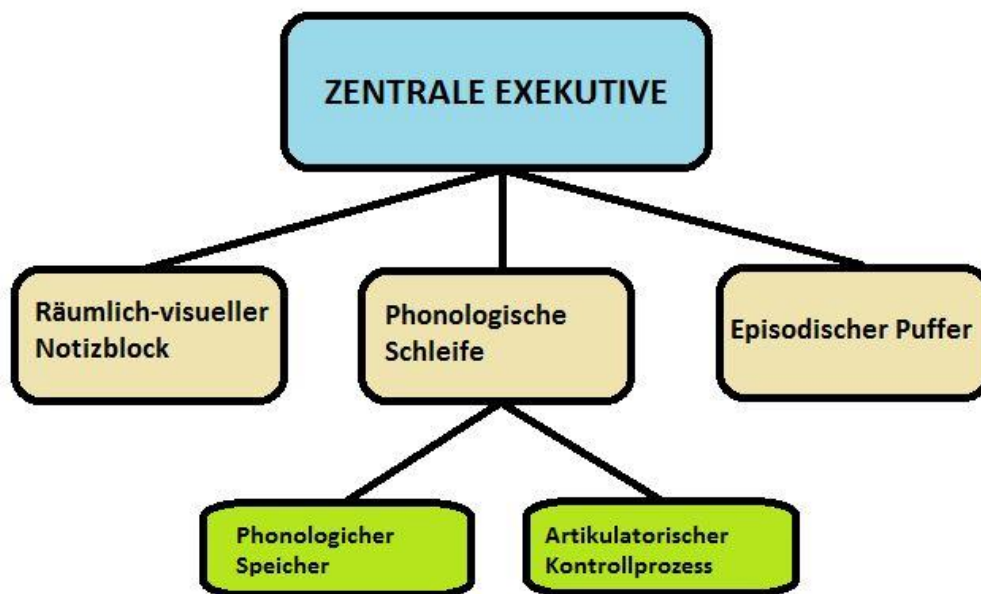 ZENTRALE EXEKUTIVE
Räumlich-visueller
Notizblock
Phonologische
Schleife
Episodischer Puffer
Phonologicher
Speicher
Artikulatorischer
Kontrollprozess